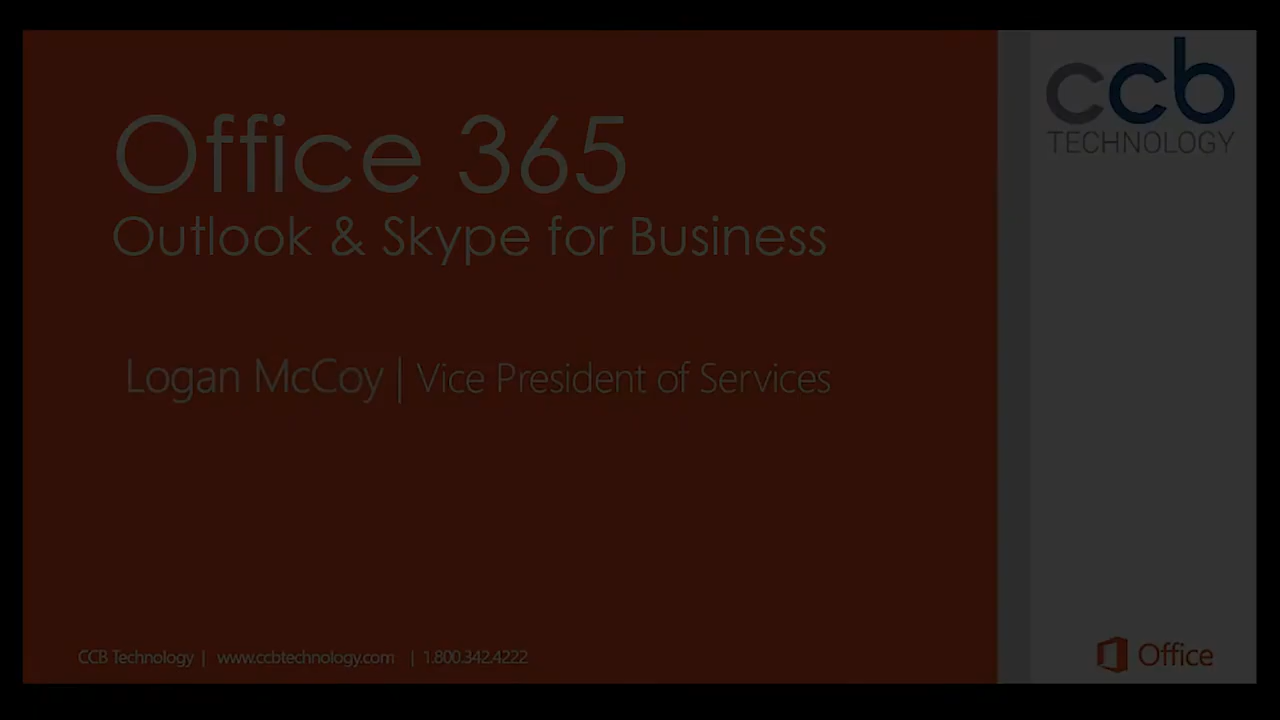 ccb
TECHNOLOGY
Office 365
Outlook & Skype for Business
Logan McCoy | Vice President of Services
CCB Technology | www.ccbtechnology.com | 1.800.342.4222
Office